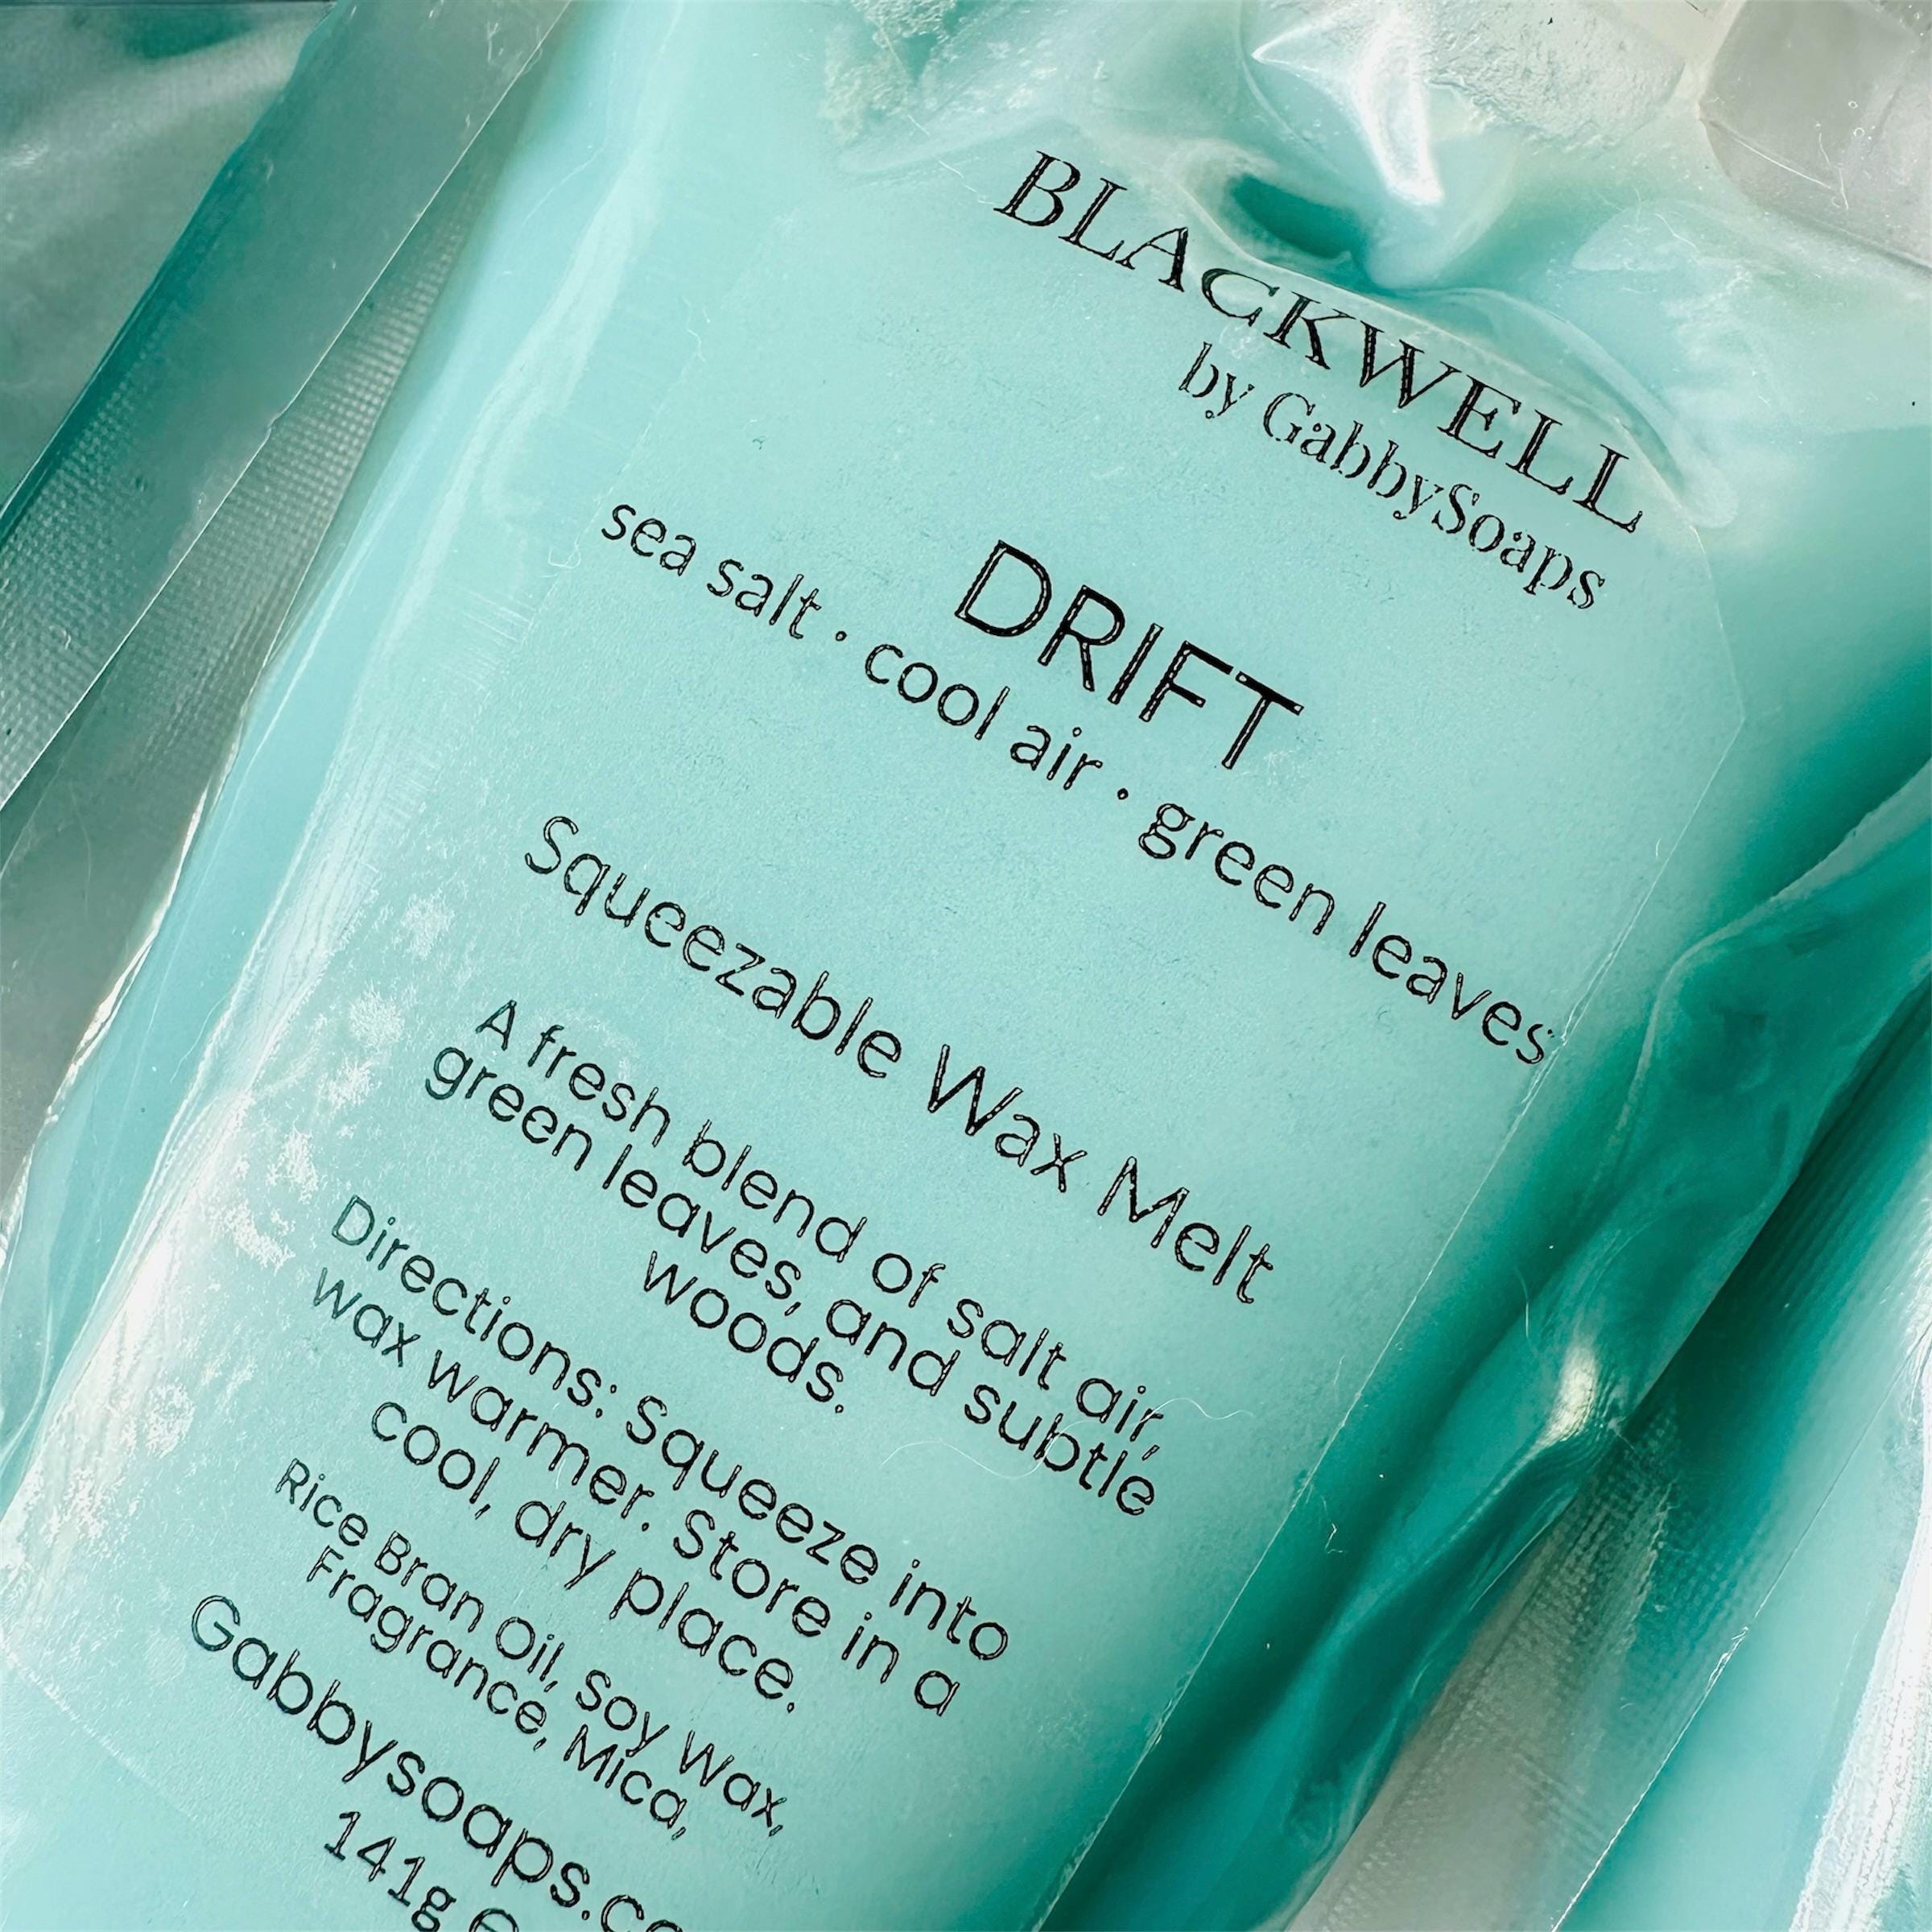 BLACKWELL
by GabbySoaps
DRIFT
sea salt · cool air · green leaves
Squeezable Wax Melt
A fresh blend of salt air,
green leaves, and subtle
woods.
Directions: Squeeze into
wax warmer. Store in a
cool, dry place.
Rice Bran Oil, soy Wax,
Fragrance, Mica,
Gabbysoaps.co
141g